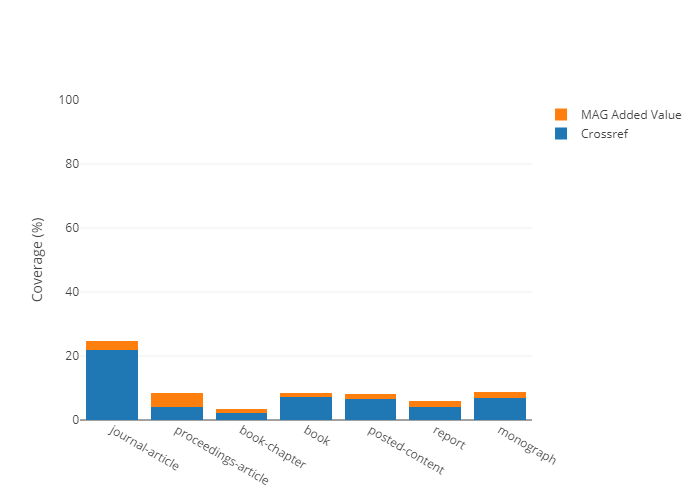 100
80
60
40
20
0
Coverage (%)
journal-article
proceedings-article
book-chapter
book
posted-content
report
monograph
MAG Added Value
Crossref